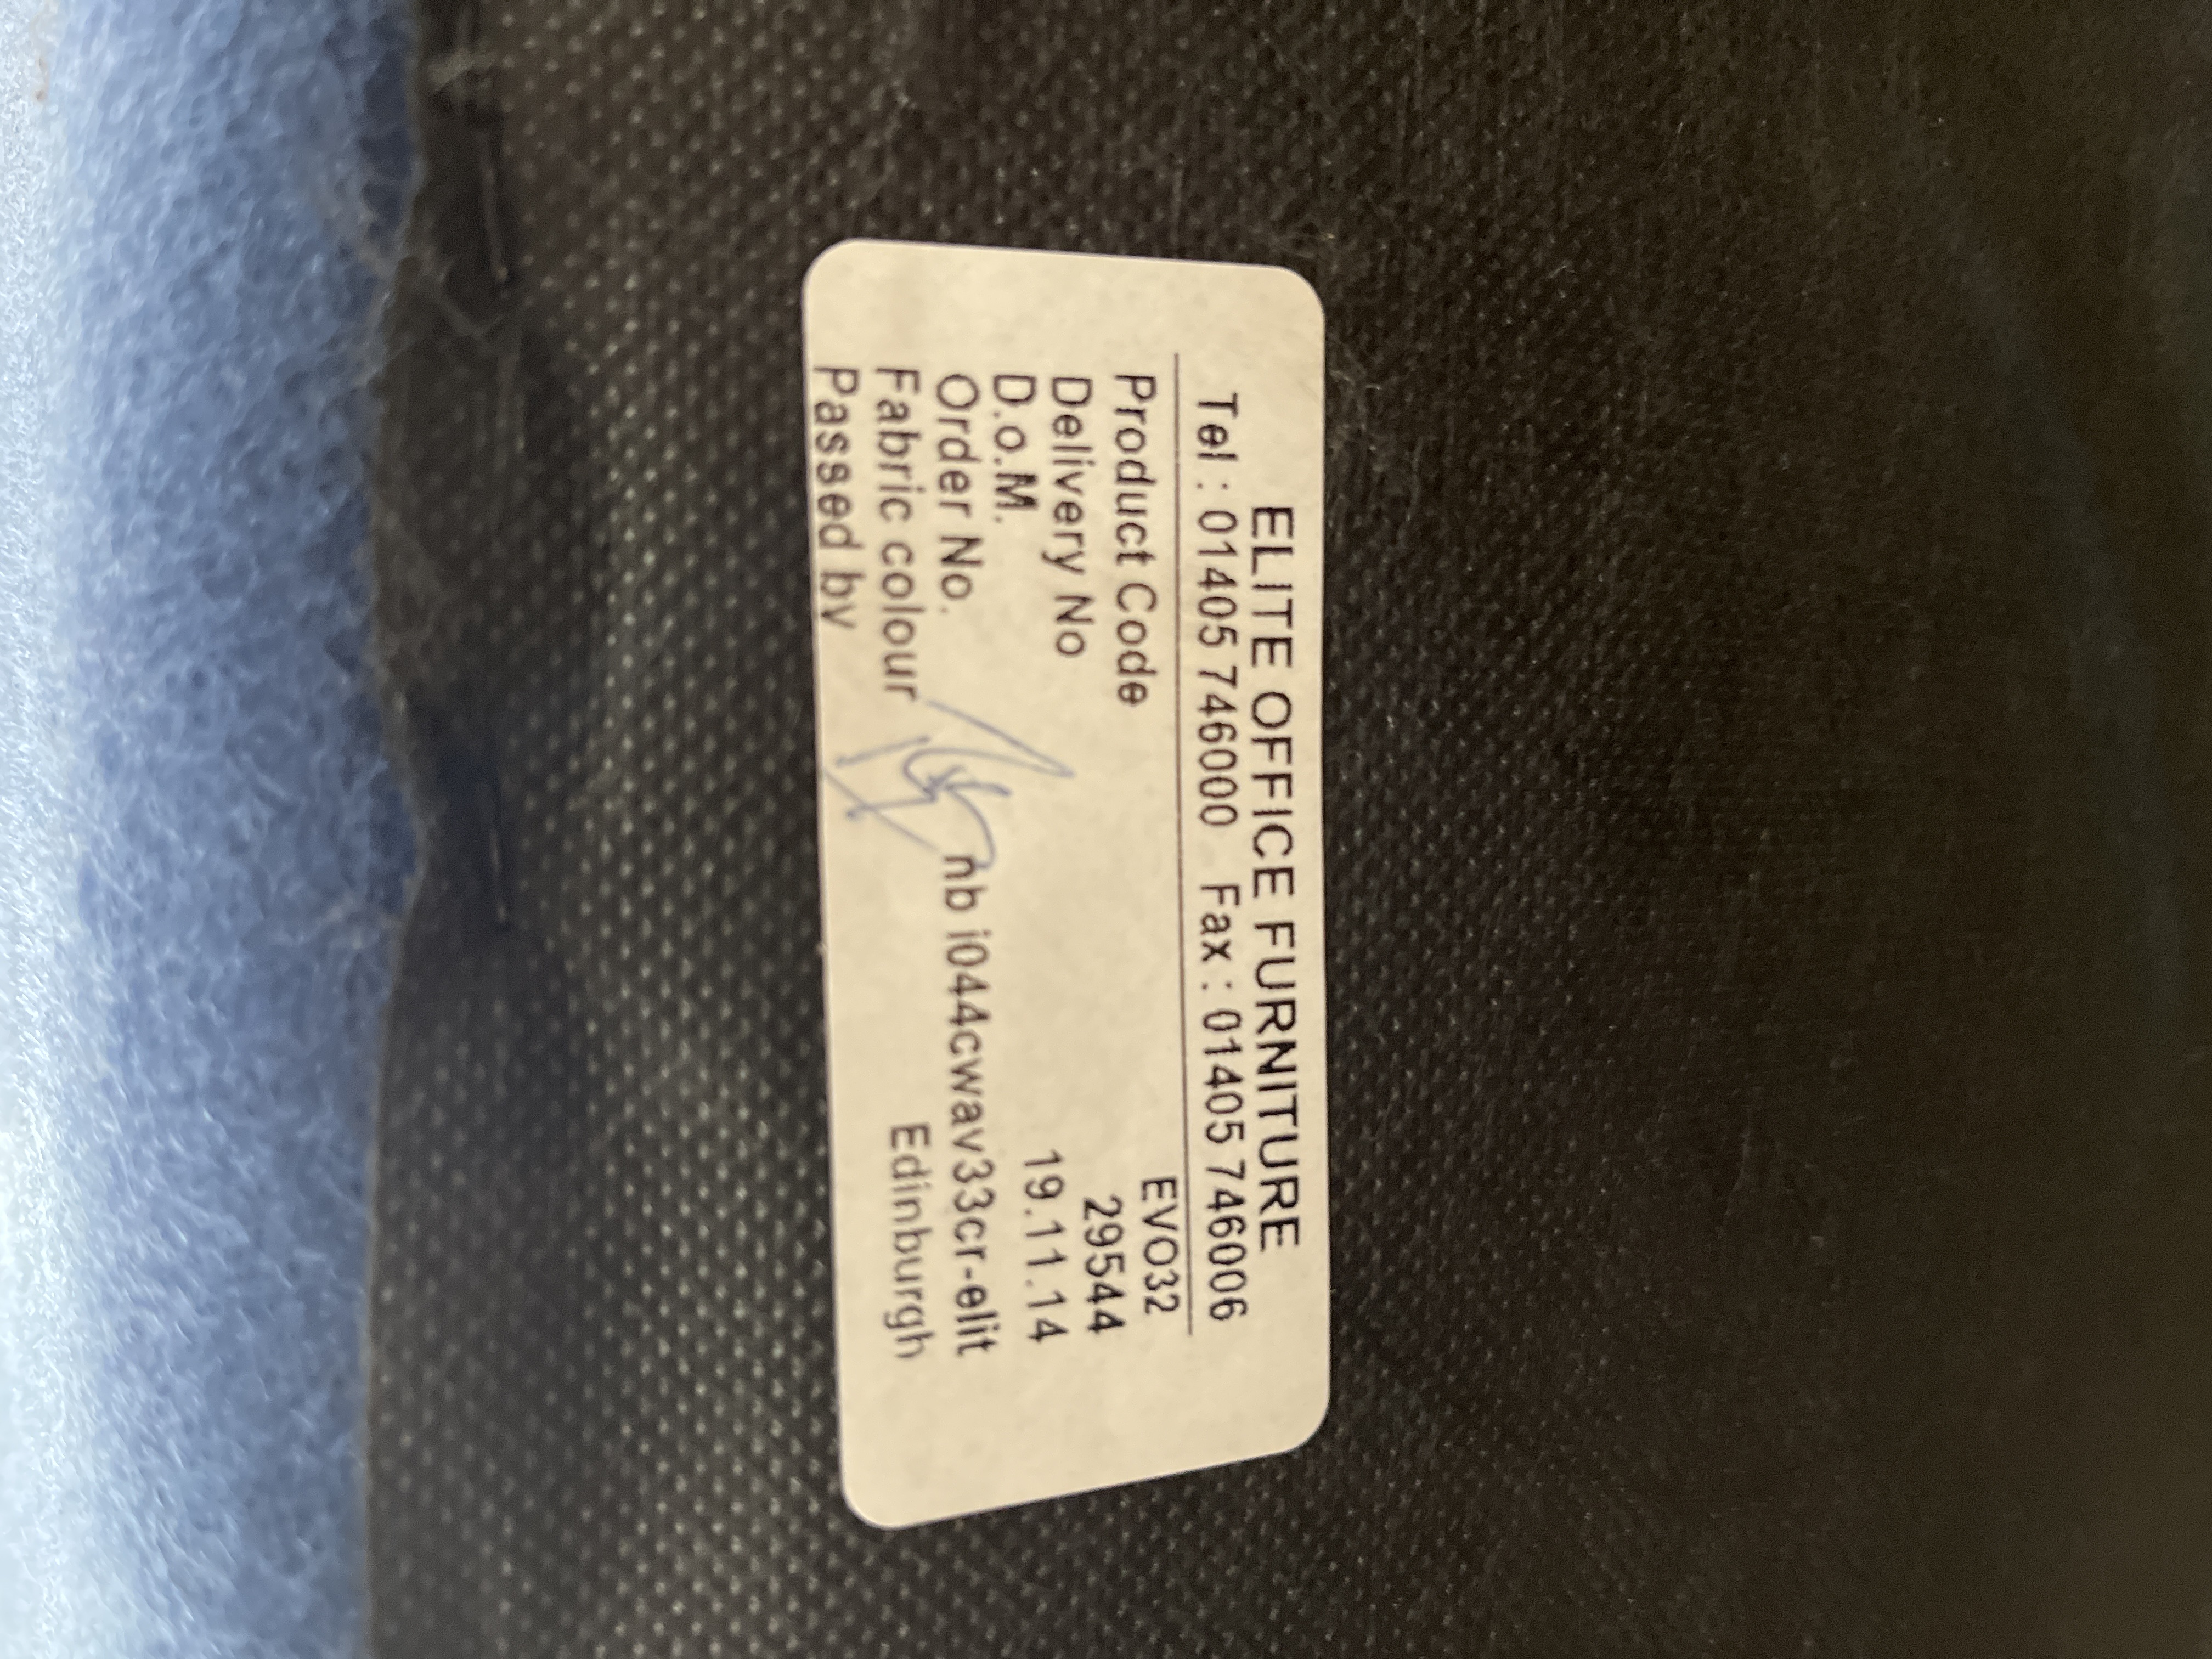 ELITE OFFICE FURNITURE
Tel : 01405 746000 Fax : 01405 746006
Product Code EVO32
Delivery No 29544
D.o.M. 19.11.14
Order No. nb i044cwav33cr-elit
Fabric colour Edinburgh
Passed by